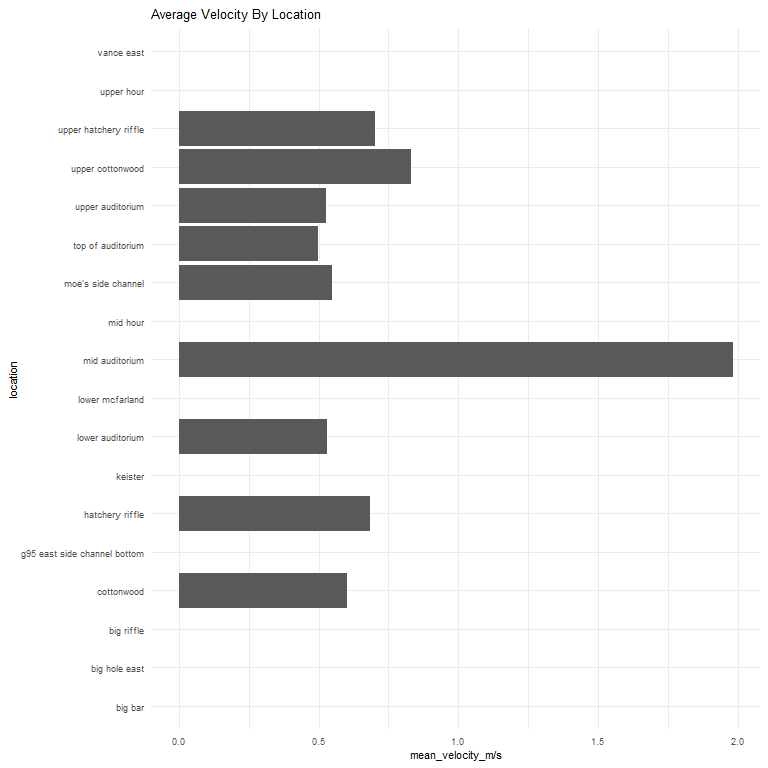 Average Velocity By Location
vance east
upper hour
upper hatchery riffle
upper cottonwood
upper auditorium
top of auditorium
moe's side channel
mid hour
mid auditorium
location
lower mcfarland
lower auditorium
keister
hatchery riffle
g95 east side channel bottom
cottonwood
big riffle
big hole east
big bar
0.0 0.5 1.0 1.5 2.0
mean_velocity_m/s